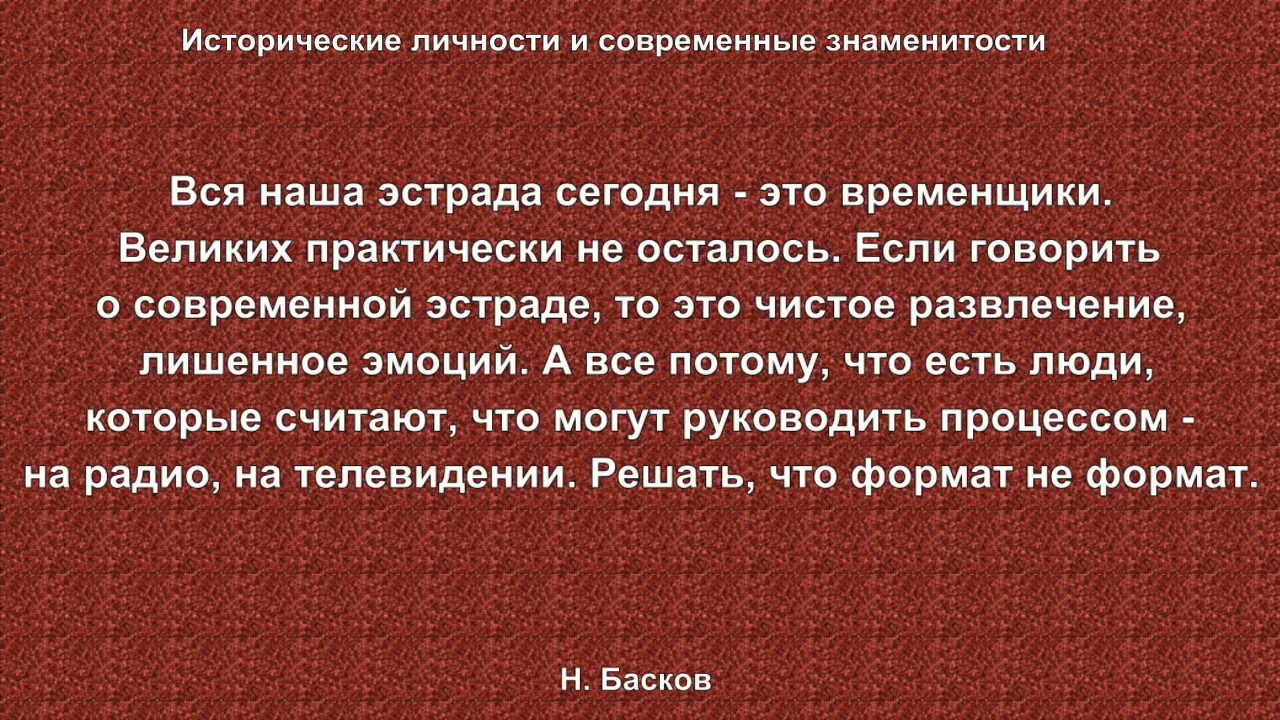 Исторические личности и современные знаменитости
Вся наша эстрада сегодня - это временщики.
Великих практически не осталось. Если говорить
о современной эстраде, то это чистое развлечение,
лишенное эмоций. А все потому, что есть люди,
которые считают, что могут руководить процессом -
на радио, на телевидении. Решать, что формат не формат.
Н. Басков